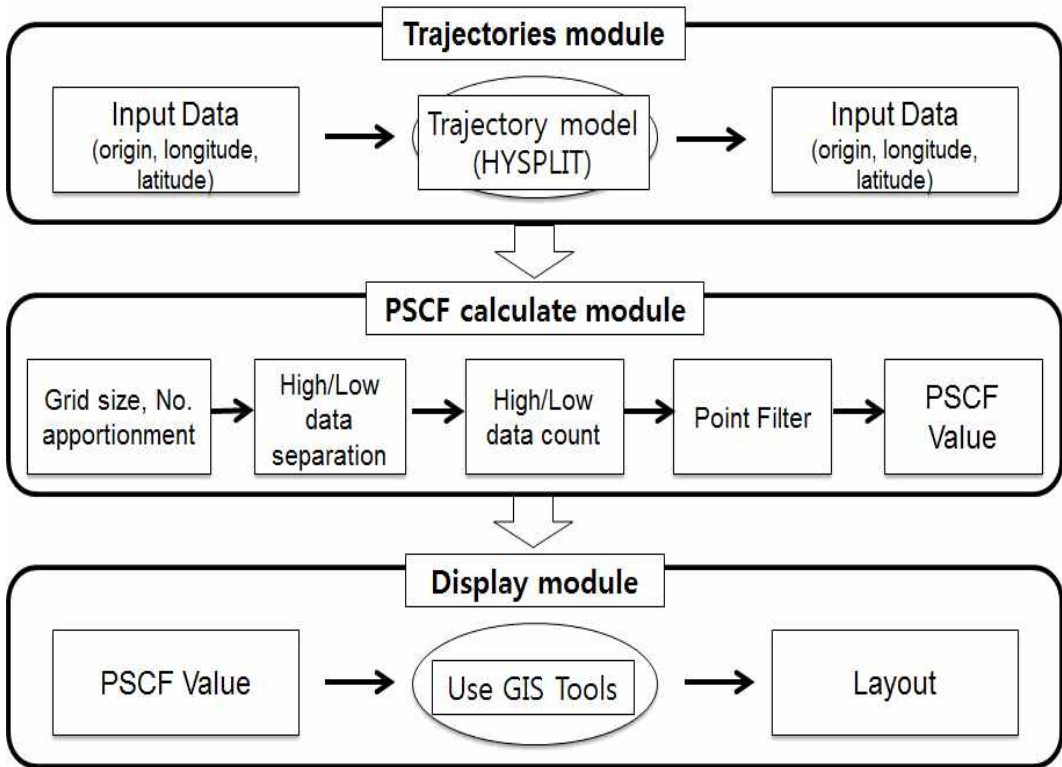 Trajectories module
Input Data
(origin, longitude,
latitude)
Trajectory model
(HYSPLIT)
Input Data
(origin, longitude,
latitude)
PSCF calculate module
Grid size, No.
apportionment
High/Low
data
separation
High/Low
data count
Point Filter
PSCF
Value
Display module
PSCF Value
Use GIS Tools
Layout